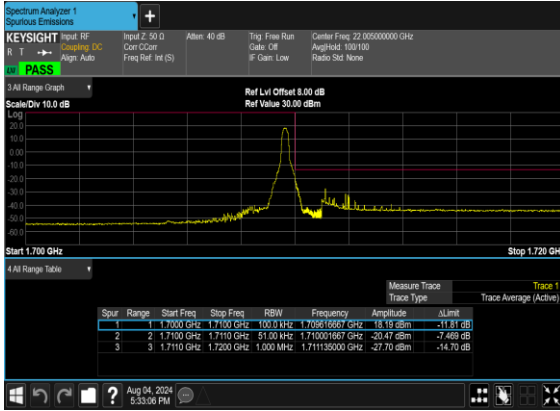 Spectrum Analyzer 1
Spurious Emissions
+
KEYSIGHT
R T
LXI
PASS
Input: RF
Coupling: DC
Align: Auto
Input Z: 50 Ω
Corr CCorr
Freq Ref: Int (S)
Atten: 40 dB
Trig: Free Run
Gate: Off
IF Gain: Low
Center Freq: 22.005000000 GHz
Avg|Hold: 100/100
Radio Std: None
3 All Range Graph
Scale/Div 10.0 dB
Ref Lvl Offset 8.00 dB
Ref Value 30.00 dBm
Log
20.0
10.0
0.00
-10.0
-20.0
-30.0
-40.0
-50.0
-60.0
Start 1.700 GHz
Stop 1.720 GH
4 All Range Table
Measure Trace Trace 1
Trace Type Trace Average (Active)
Spur Range Start Freq Stop Freq RBW Frequency Amplitude ΔLimit
1 1 1.7000 GHz 1.7100 GHz 100.0 kHz 1.709616667 GHz 18.19 dBm -11.81 dB
2 2 1.7100 GHz 1.7110 GHz 51.00 kHz 1.710001667 GHz -20.47 dBm -7.469 dB
3 3 1.7110 GHz 1.7200 GHz 1.000 MHz 1.711135000 GHz -27.70 dBm -14.70 dB
?
Aug 04, 2024
5:33:06 PM